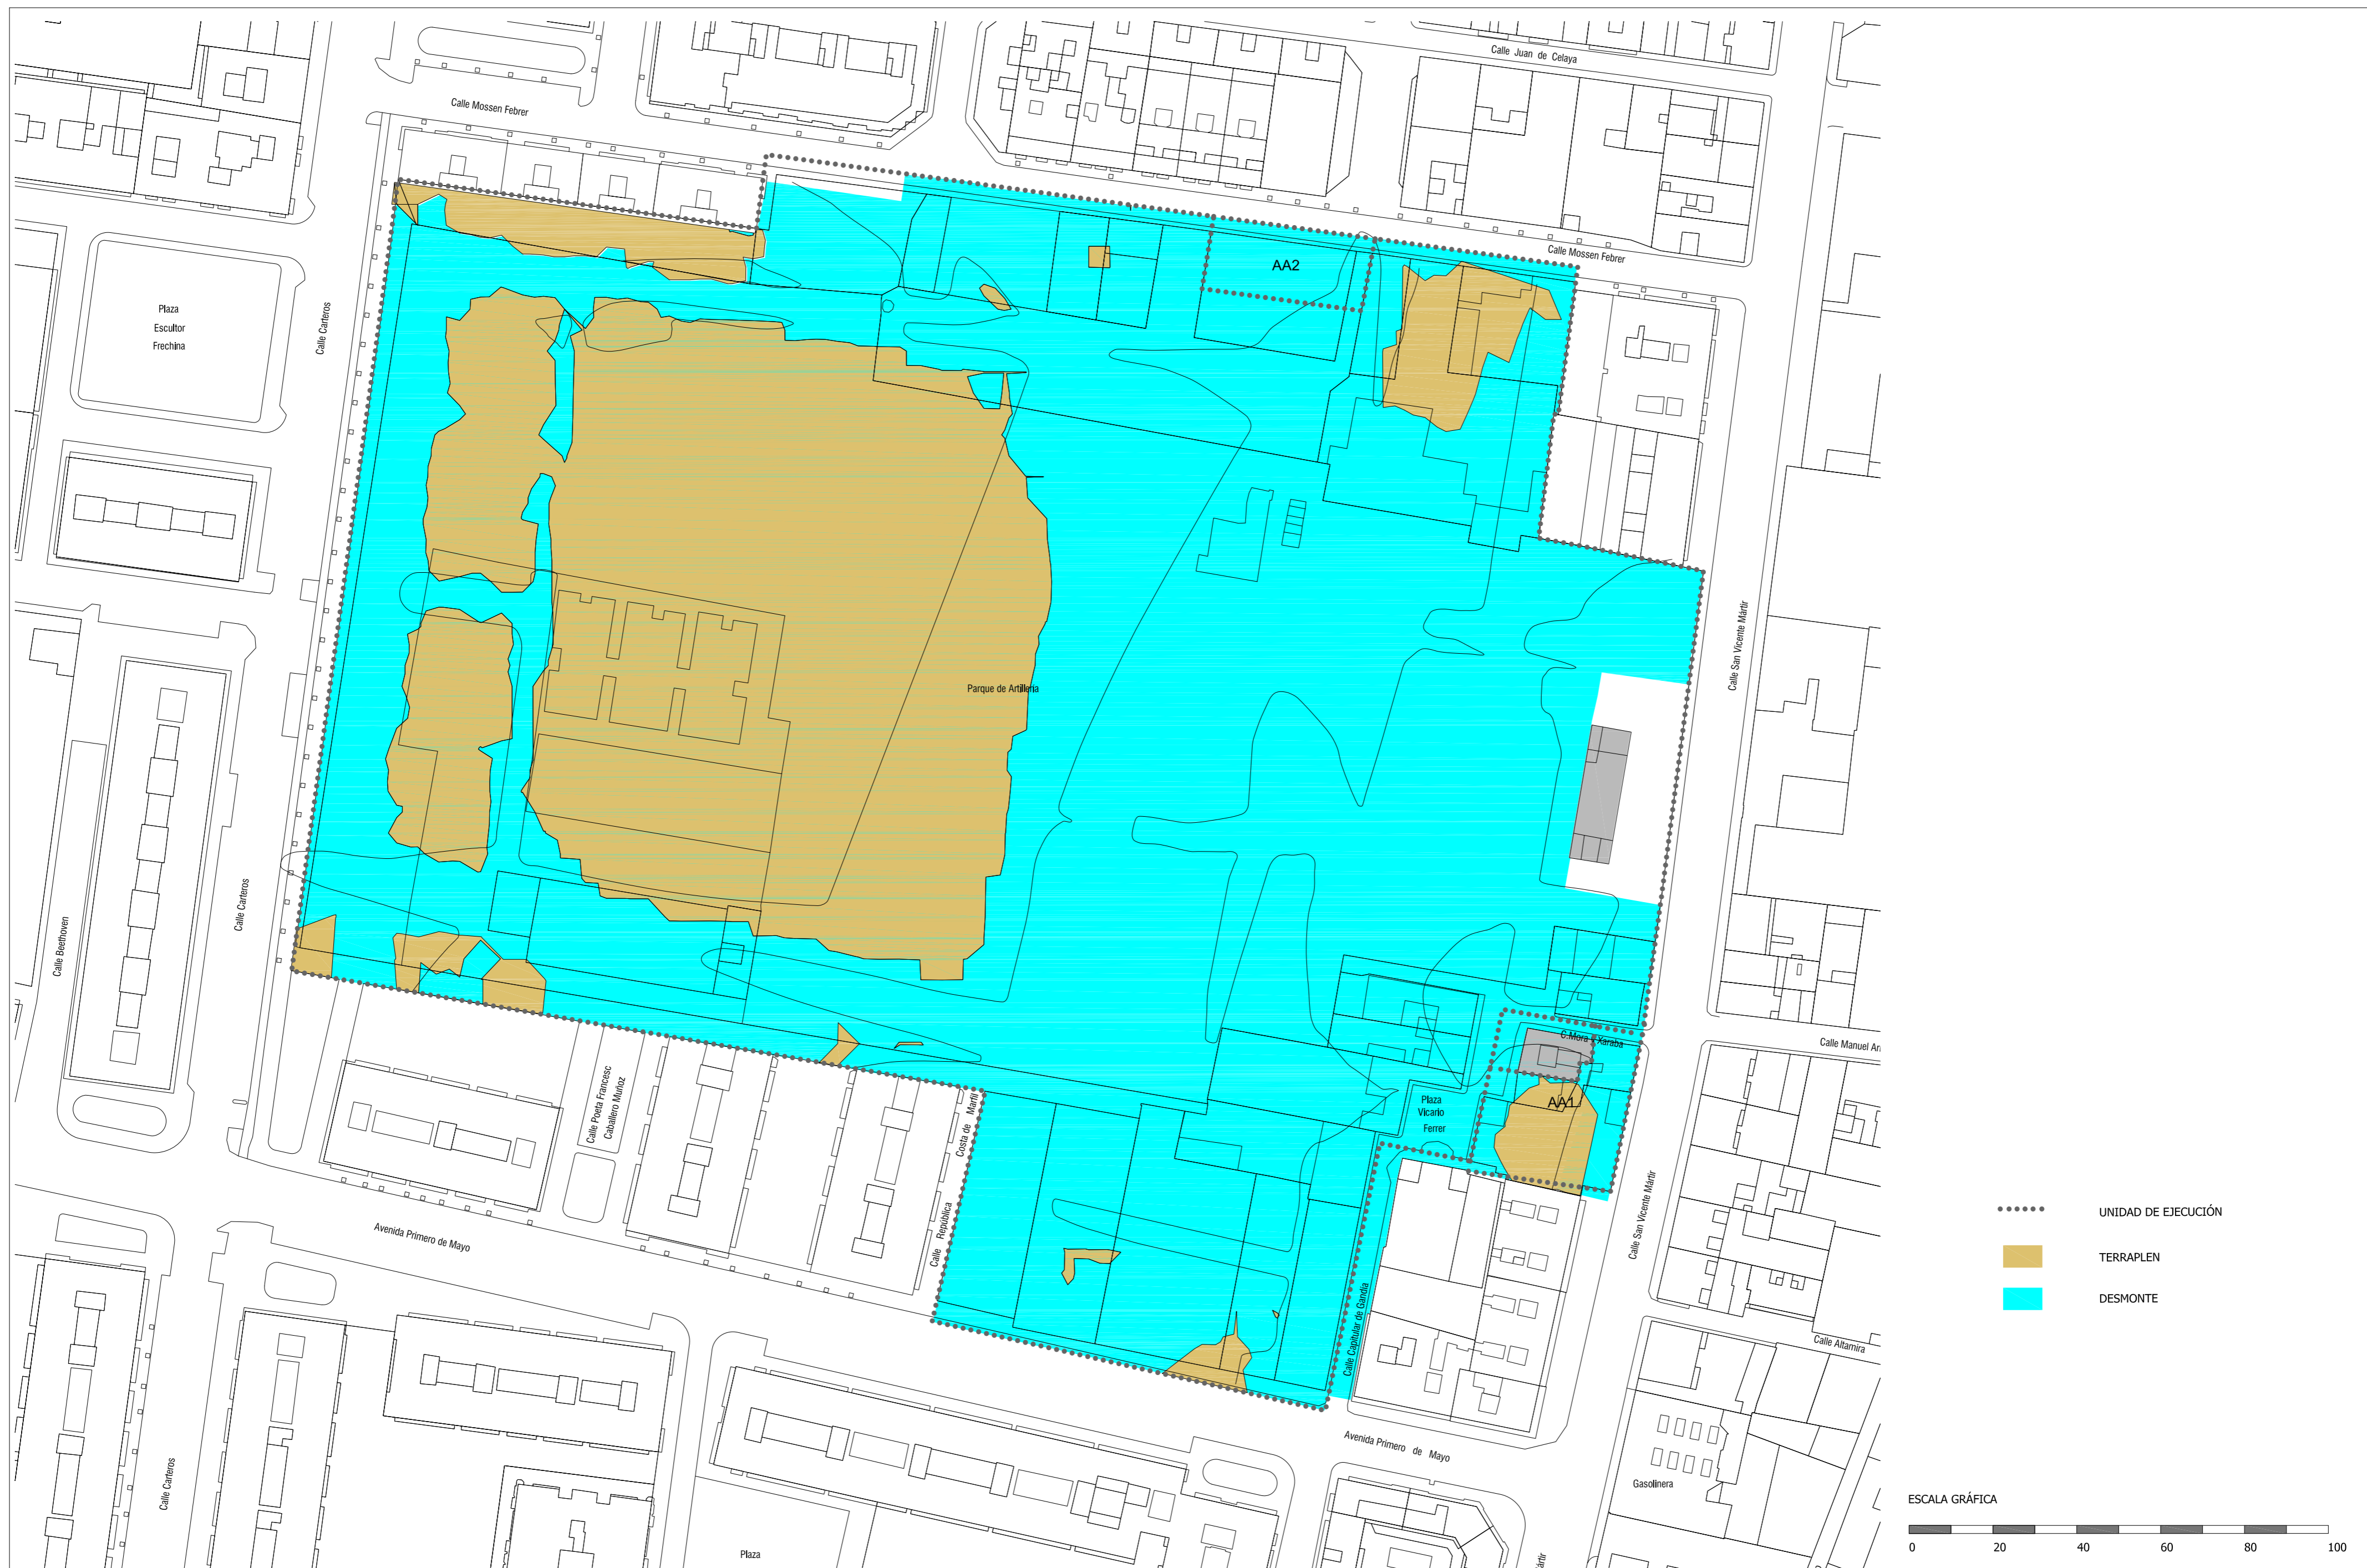 Calle Juan de Celaya
Calle Mossen Febrer
Calle Mossen Febrer
AA2
Plaza
Escultor
Frechina
Calle Carteros
Calle San Vicente Mártir
Parque de Artillería
Calle Beethoven
Calle Carteros
C.Mora y Xaraba
Calle Manuel Ar
Plaza
Vicario
Ferrer
AA1
Calle Poeta Francesc
Caballero Muñoz
Costa de Marfil
Calle República
Calle San Vicente Mártir
Avenida Primero de Mayo
Calle Capitular de Gandia
Calle Altamira
Avenida Primero de Mayo
Calle Carteros
Gasolinera
Plaza
UNIDAD DE EJECUCIÓN
TERRAPLEN
DESMONTE
ESCALA GRÁFICA
0 20 40 60 80 100